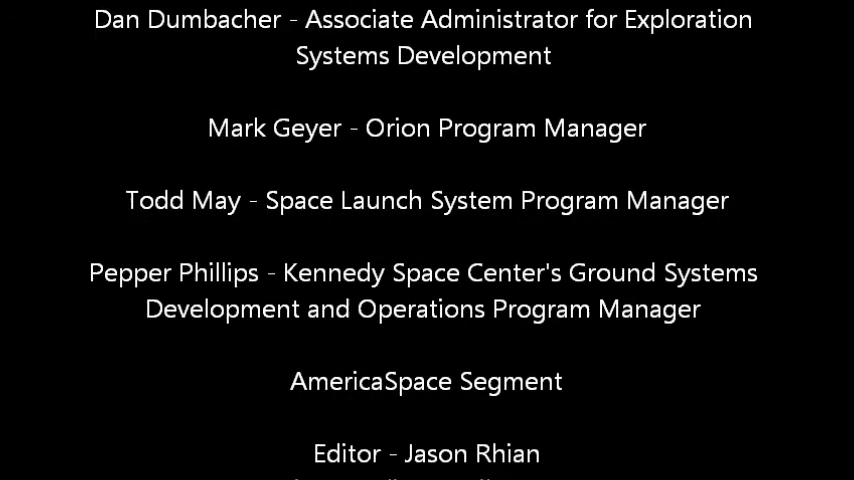 Dan Dumbacher - Associate Administrator for Exploration
Systems Development
Mark Geyer - Orion Program Manager
Todd May - Space Launch System Program Manager
Pepper Phillips - Kennedy Space Center's Ground Systems
Development and Operations Program Manager
AmericaSpace Segment
Editor - Jason Rhian